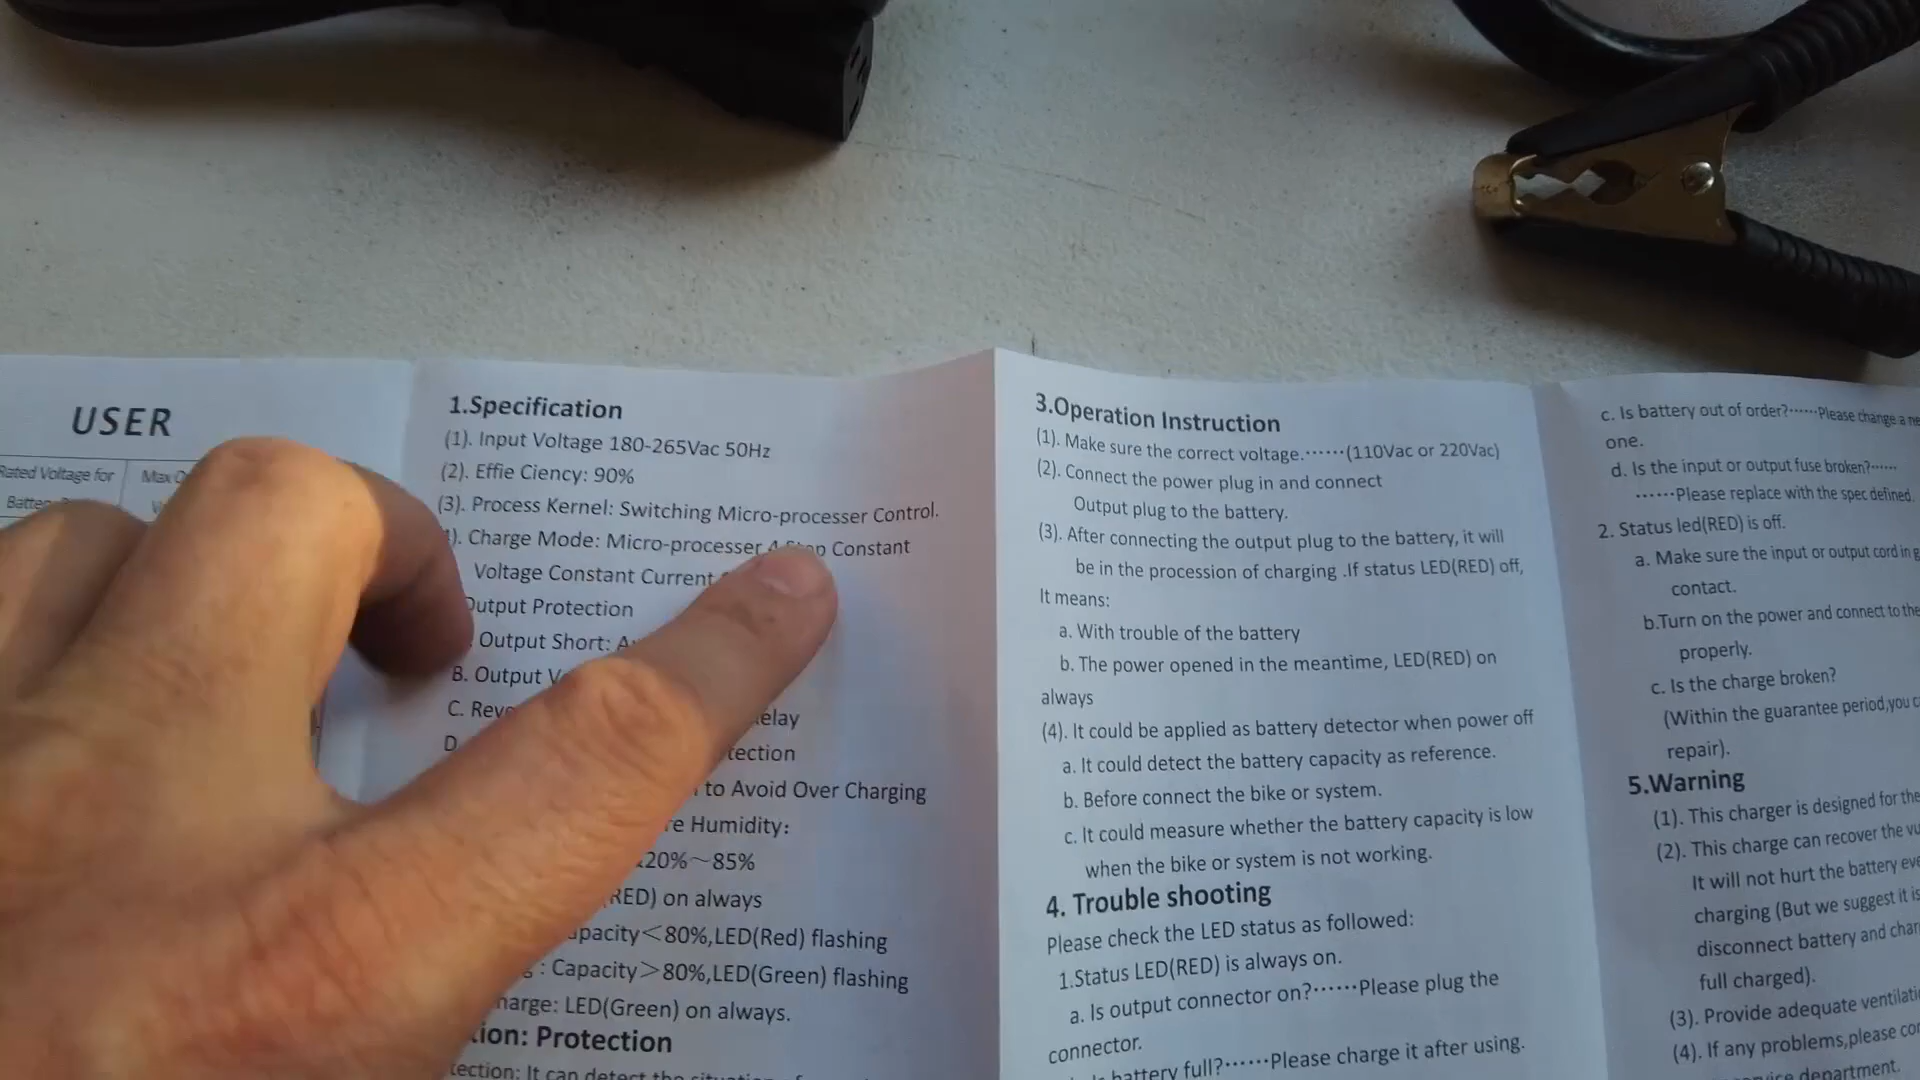 USER
Rated Voltage for
Max
1.Specification
(1). Input Voltage 180-265Vac 50Hz
(2). Effie Ciency: 90%
(3). Process Kernel: Switching Micro-processer Control.
). Charge Mode: Micro-processer Constant
Voltage Constant Current
Output Protection
Output Short:
B. Output
C.
elay
D
tection
to Avoid Over Charging
re Humidity:
20%～85%
(RED) on always
apacity＜80%,LED(Red) flashing
: Capacity＞80%,LED(Green) flashing
harge: LED(Green) on always.
tion: Protection
tection: It can detect the
3.Operation Instruction
(1). Make sure the correct voltage.······(110Vac or 220Vac)
(2). Connect the power plug in and connect
Output plug to the battery.
(3). After connecting the output plug to the battery, it will
be in the procession of charging .If status LED(RED) off,
It means:
a. With trouble of the battery
b. The power opened in the meantime, LED(RED) on
always
(4). It could be applied as battery detector when power off
a. It could detect the battery capacity as reference.
b. Before connect the bike or system.
c. It could measure whether the battery capacity is low
when the bike or system is not working.
4. Trouble shooting
Please check the LED status as followed:
1.Status LED(RED) is always on.
a. Is output connector on?······Please plug the
connector.
battery full?······Please charge it after using.
c. Is battery out of order?······Please change a
one.
d. Is the input or output fuse broken?······
······Please replace with the spec defined.
2. Status led(RED) is off.
a. Make sure the input or output cord in
contact.
b.Turn on the power and connect to the
properly.
c. Is the charge broken?
(Within the guarantee period,you
repair).
5.Warning
(1). This charger is designed for the
(2). This charge can recover the
It will not hurt the battery
charging (But we suggest it is
disconnect battery and
full charged).
(3). Provide adequate
(4). If any problems,please
department.